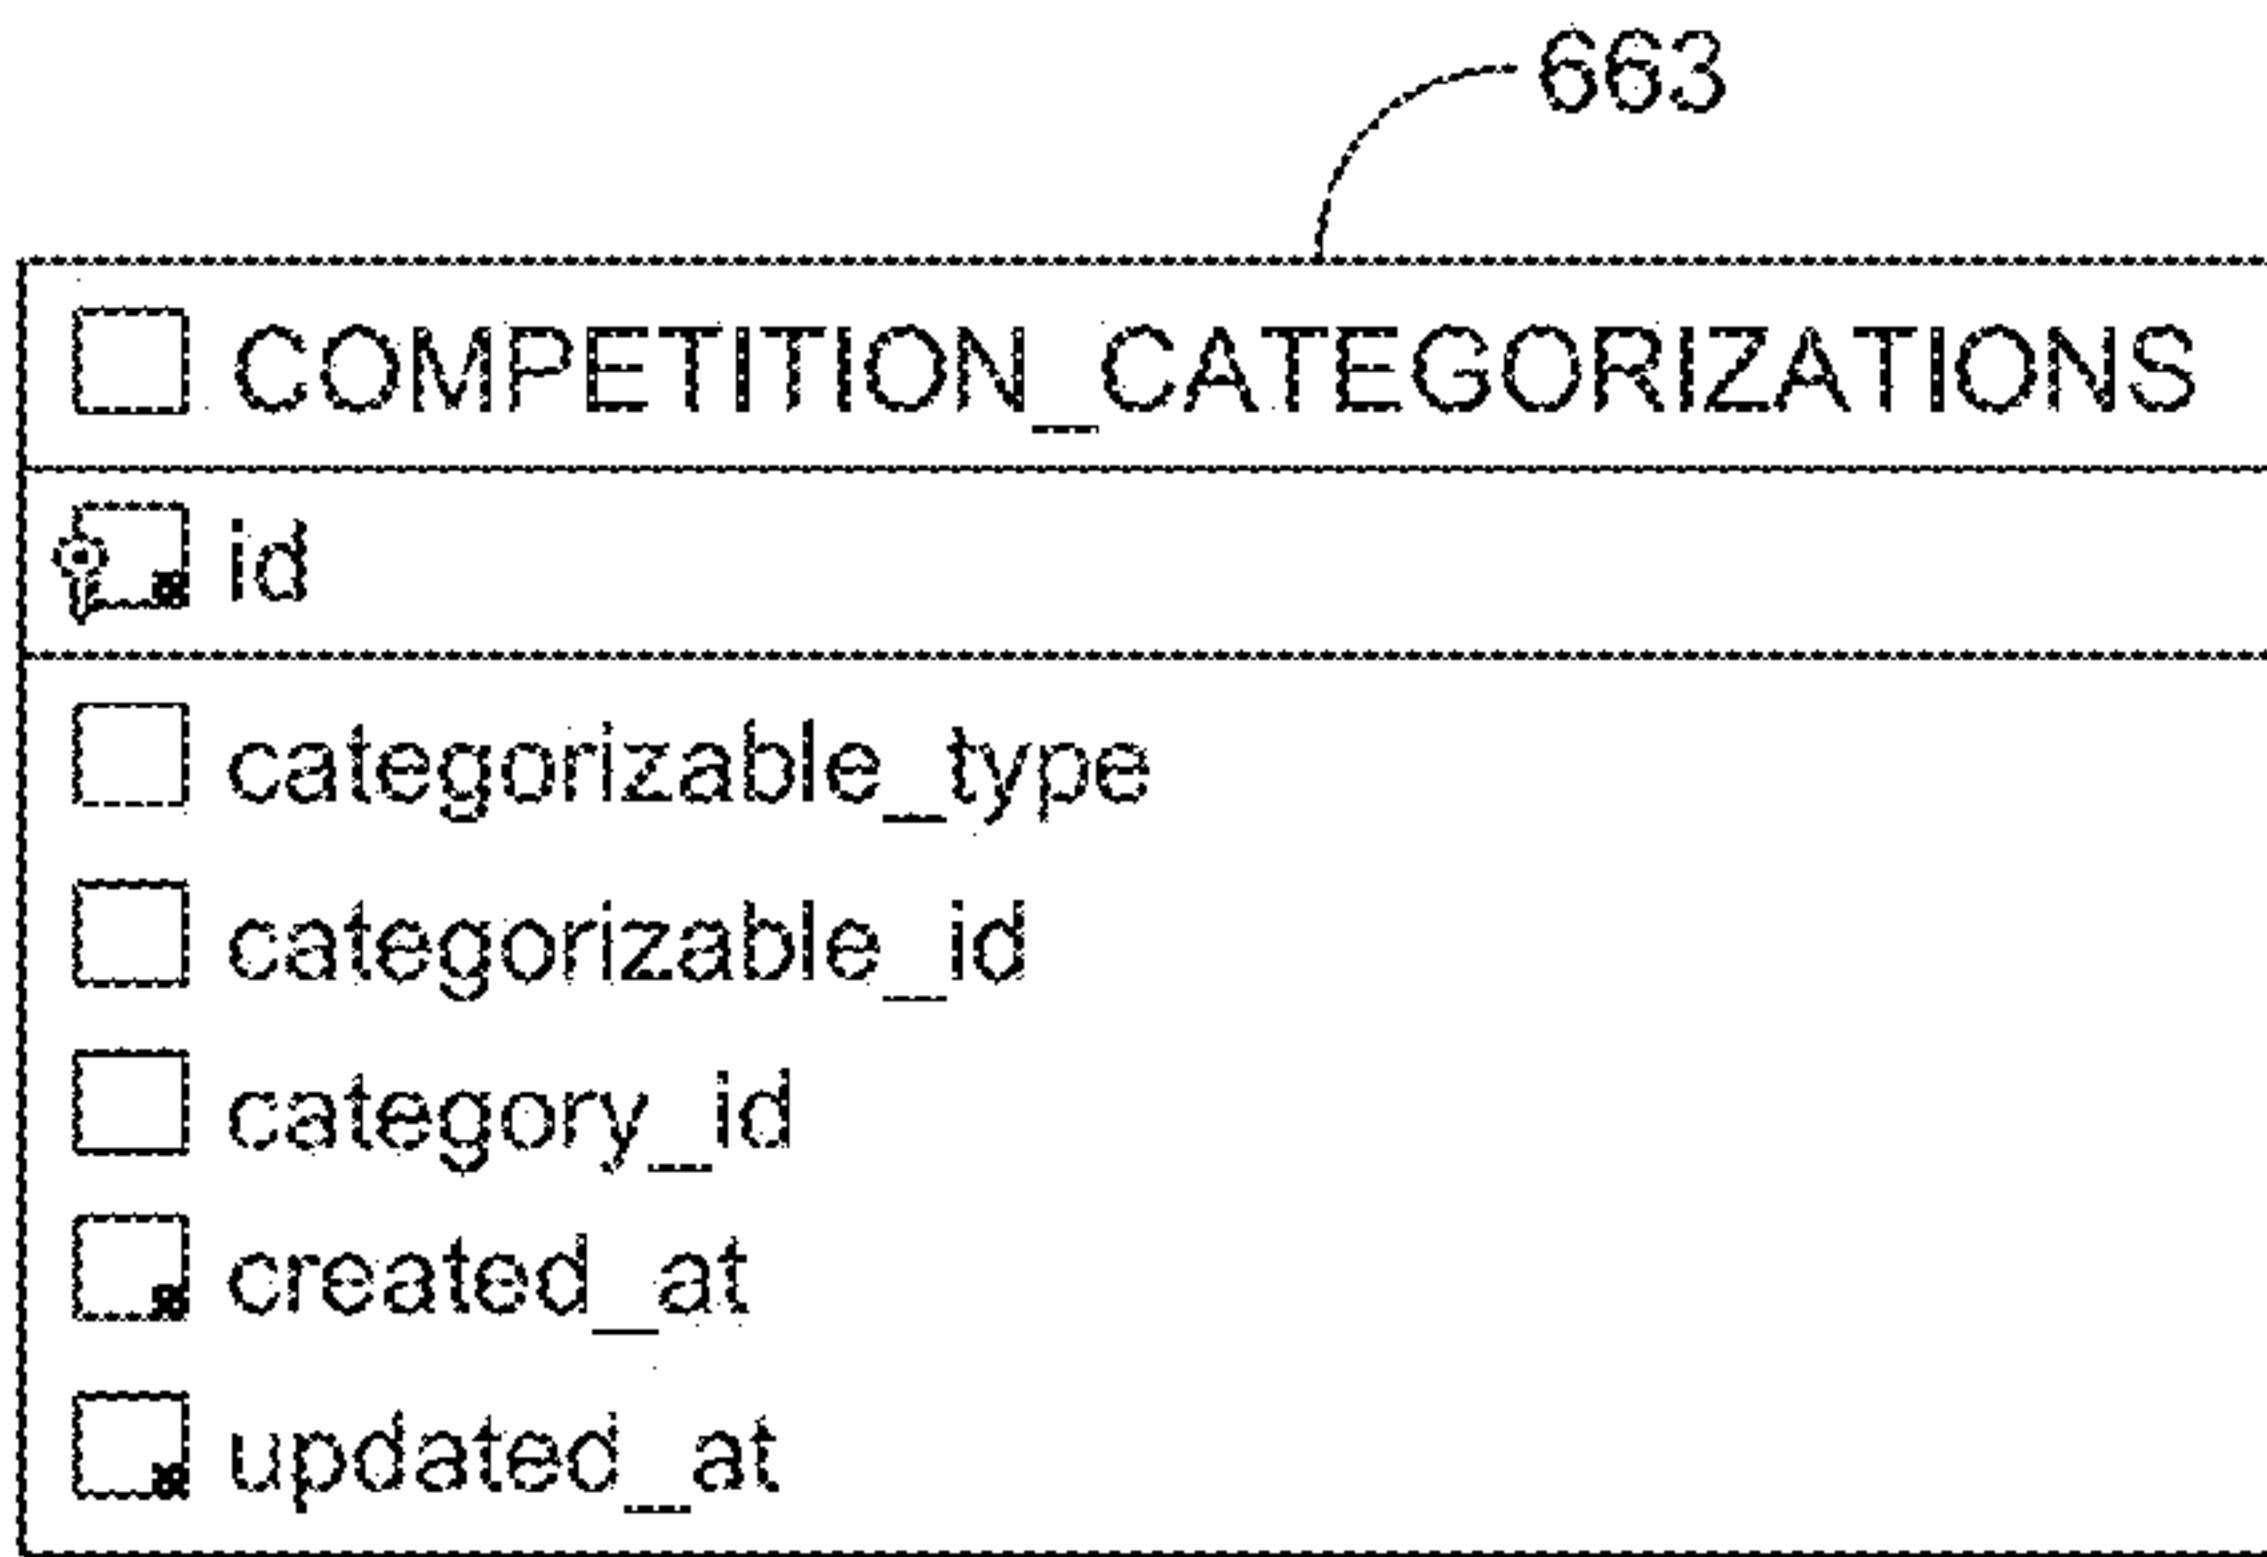 663
COMPETITION_CATEGORIZATIONS
id
categorizable_type
categorizable_id
category_id
created_at
updated_at